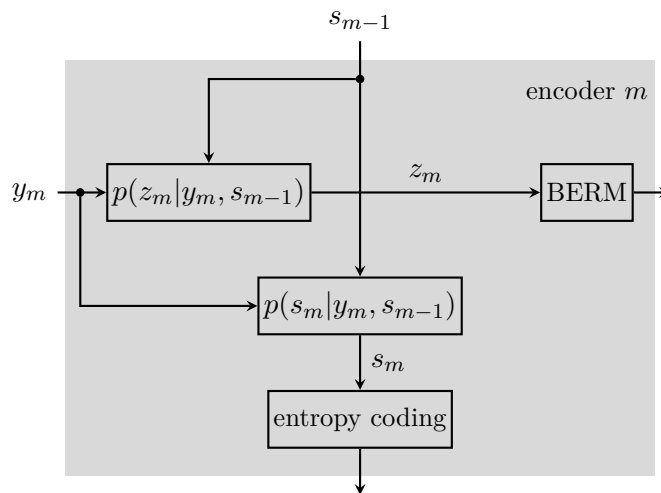 s_{m−1}
encoder m
y_m
p(z_m|y_m, s_{m−1})
z_m
BERM
p(s_m|y_m, s_{m−1})
s_m
entropy coding